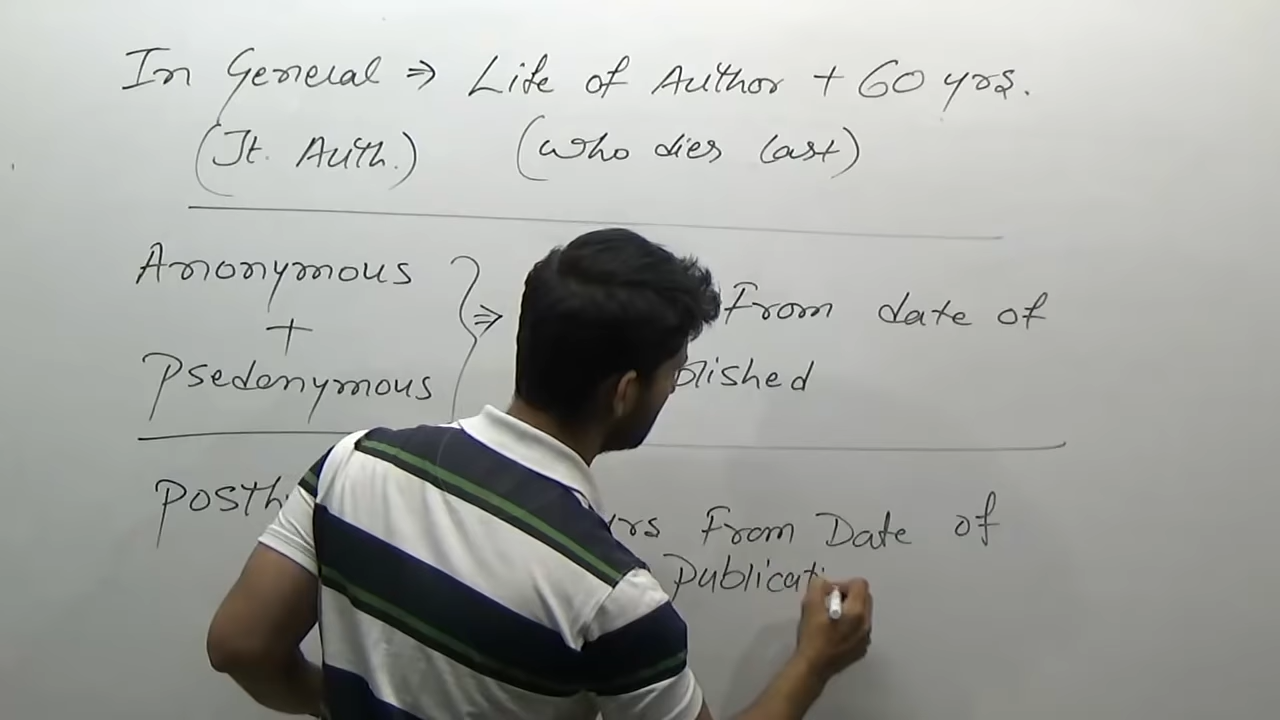 In General ⇒ Life of Author + 60 yrs.
(Jt. Auth.) (who dies last)
Anonymous
+
Psedonymous
⇒ From date of
blished
Posth
yrs From Date of
Publicati